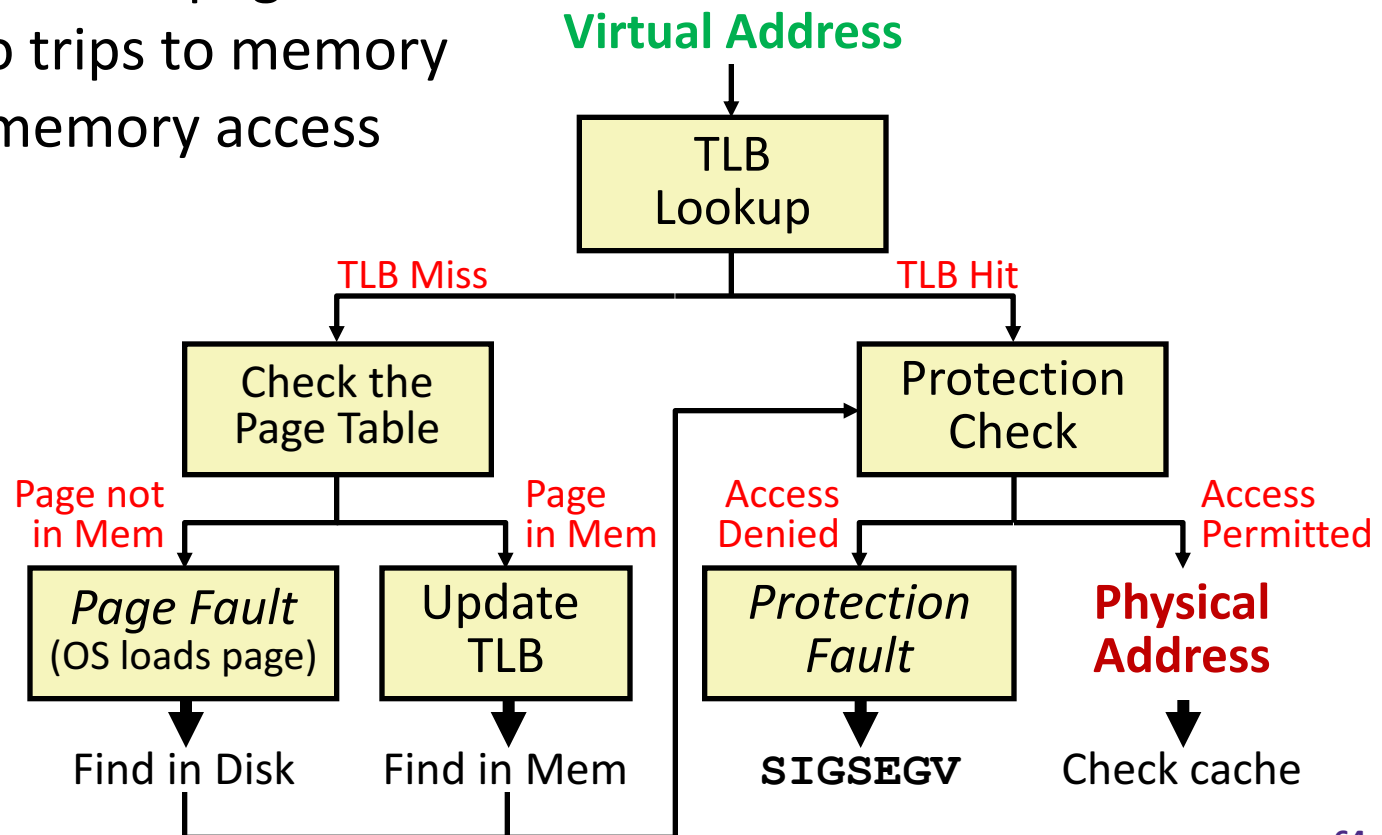 trips to memory
memory access
Virtual Address
TLB
Lookup
TLB Miss
TLB Hit
Check the
Page Table
Protection
Check
Page not
in Mem
Page
in Mem
Access
Denied
Access
Permitted
Page Fault
(OS loads page)
Update
TLB
Protection
Fault
Physical
Address
Find in Disk
Find in Mem
SIGSEGV
Check cache